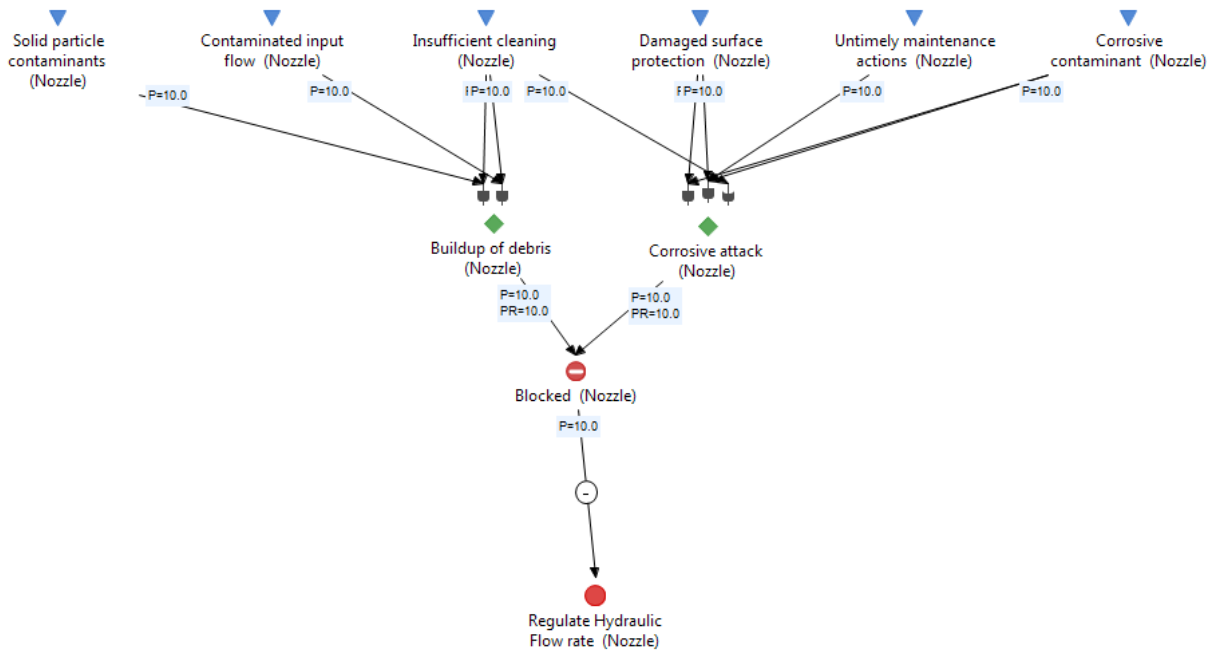 Solid particle
contaminants
(Nozzle)
Contaminated input
flow (Nozzle)
Insufficient cleaning
(Nozzle)
Damaged surface
protection (Nozzle)
Untimely maintenance
actions (Nozzle)
Corrosive
contaminant (Nozzle)
P=10.0
P=10.0
P=10.0
P=10.0
P=10.0
P=10.0
P=10.0
Buildup of debris
(Nozzle)
Corrosive attack
(Nozzle)
P=10.0
PR=10.0
P=10.0
PR=10.0
Blocked (Nozzle)
P=10.0
-
Regulate Hydraulic
Flow rate (Nozzle)